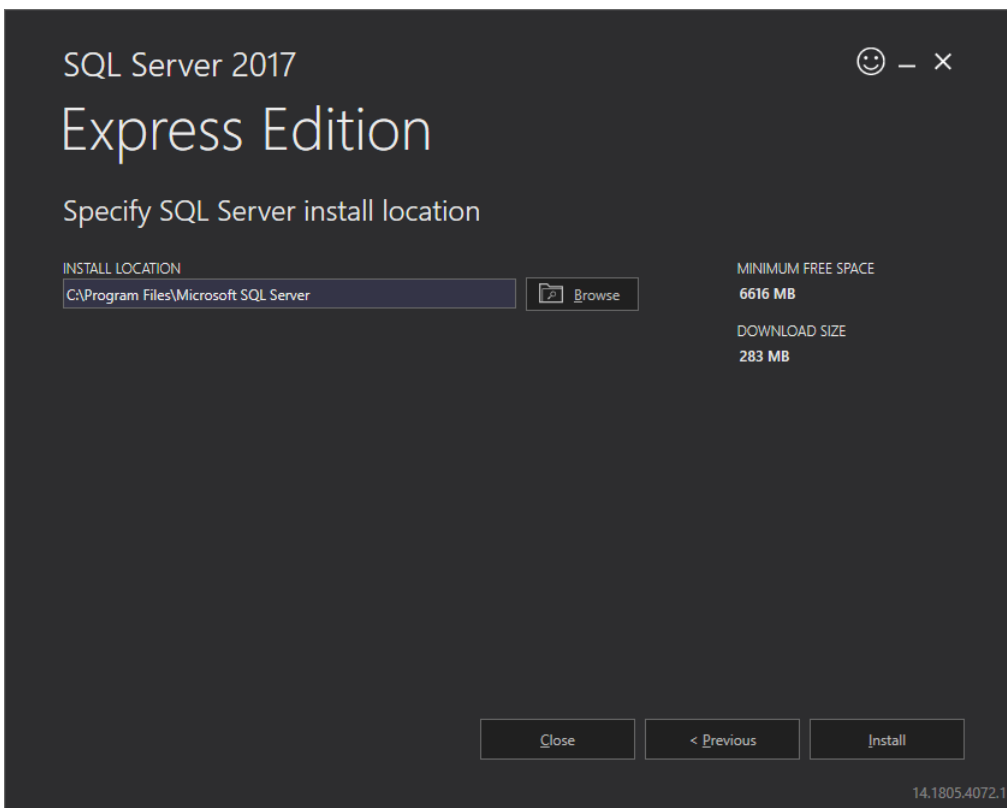 SQL Server 2017
Express Edition
Specify SQL Server install location
INSTALL LOCATION
C:\Program Files\Microsoft SQL Server
Browse
MINIMUM FREE SPACE
6616 MB
DOWNLOAD SIZE
283 MB
Close
< Previous
Install
14.1805.4072.1